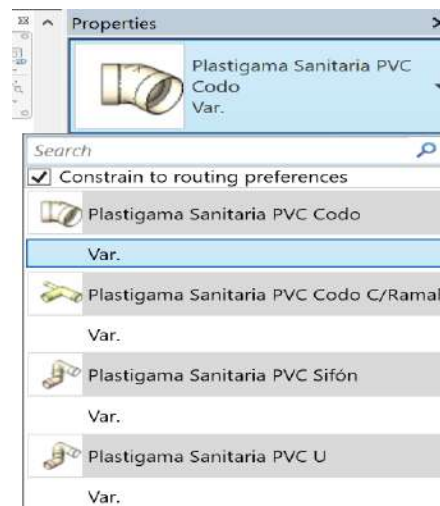 Properties
Plastigama Sanitaria PVC
Codo
Var.
Search
Constrain to routing preferences
Plastigama Sanitaria PVC Codo
Var.
Plastigama Sanitaria PVC Codo C/Ramal
Var.
Plastigama Sanitaria PVC Sifón
Var.
Plastigama Sanitaria PVC U
Var.